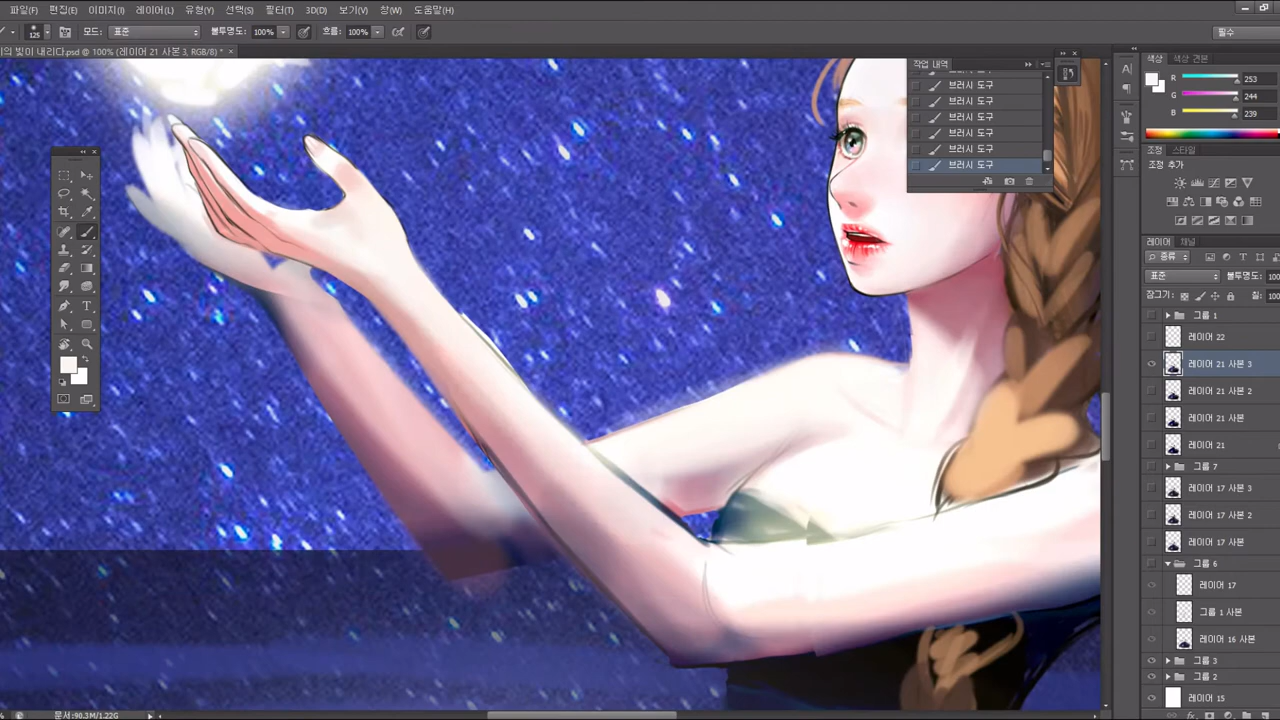 파일(F) 편집(E) 이미지(I) 레이어(L) 유형(Y) 선택(S) 필터(T) 3D(D) 보기(V) 창(W) 도움말(H)
125 모드: 표준 불투명도: 100% 흐름: 100% 필수
의 빛이 내리다.psd @ 100% (레이어 21 사본 3, RGB/8) * ×
작업 내역
브러시 도구
브러시 도구
브러시 도구
브러시 도구
브러시 도구
브러시 도구
색상 색상 견본
R 253
G 244
B 239
조정 스타일
조정 추가
레이어 채널
종류
표준 불투명도: 100
잠그기: 칠: 100
그룹 1
레이어 22
레이어 21 사본 3
레이어 21 사본 2
레이어 21 사본
레이어 21
그룹 7
레이어 17 사본 3
레이어 17 사본 2
레이어 17 사본
그룹 6
레이어 17
그룹 1 사본
레이어 16 사본
그룹 3
그룹 2
레이어 15
문서:90.3M/1.22G